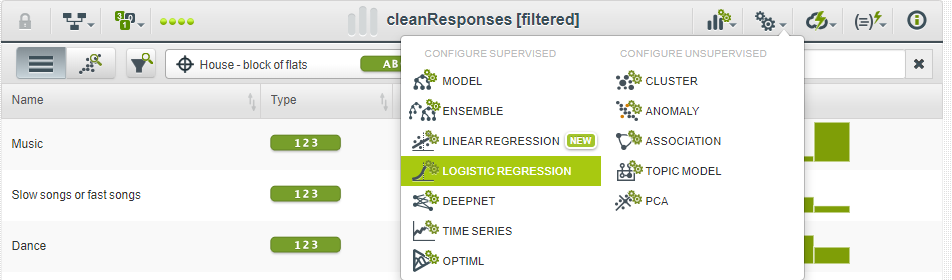 cleanResponses [filtered]
House - block of flats
AB
Name
Type
Music
123
Slow songs or fast songs
123
Dance
123
CONFIGURE SUPERVISED
MODEL
ENSEMBLE
LINEAR REGRESSION NEW
LOGISTIC REGRESSION
DEEPNET
TIME SERIES
OPTIML
CONFIGURE UNSUPERVISED
CLUSTER
ANOMALY
ASSOCIATION
TOPIC MODEL
PCA